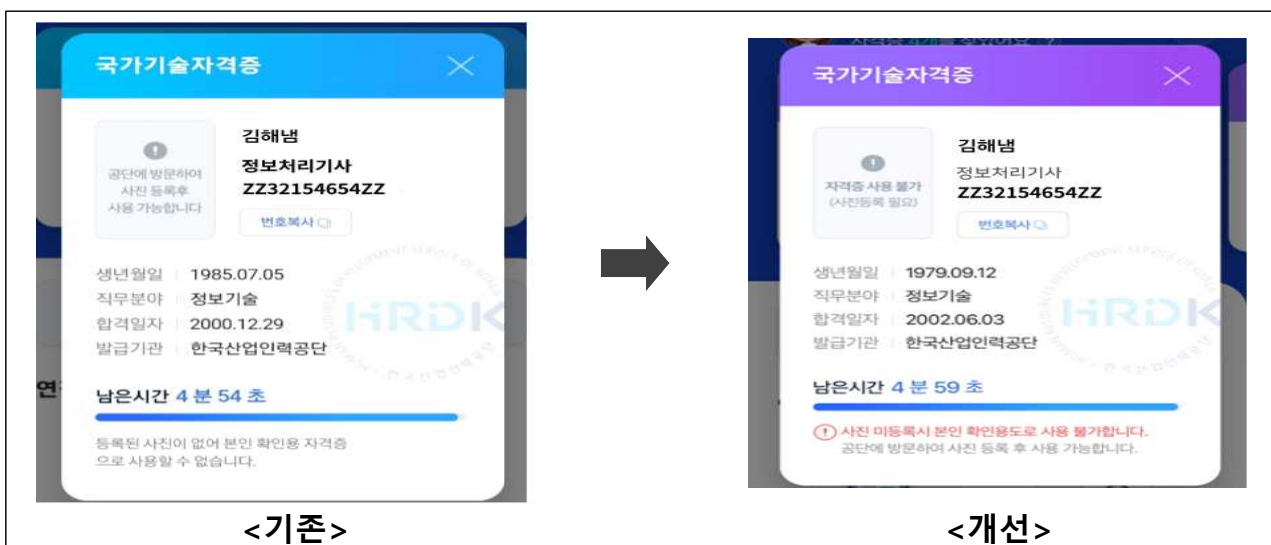 국가기술자격증
공단에 방문하여
사진 등록후
사용 가능합니다
김해냄
정보처리기사
ZZ32154654ZZ
번호복사
생년월일 1985.07.05
직무분야 정보기술
합격일자 2000.12.29
발급기관 한국산업인력공단
HRDK
남은시간 4 분 54 초
등록된 사진이 없어 본인 확인용 자격증
으로 사용할 수 없습니다.
<기존>
국가기술자격증
자격증 사용 불가
(사진등록 필요)
김해냄
정보처리기사
ZZ32154654ZZ
번호복사
생년월일 1979.09.12
직무분야 정보기술
합격일자 2002.06.03
발급기관 한국산업인력공단
HRDK
남은시간 4 분 59 초
사진 미등록시 본인 확인용도로 사용 불가합니다.
공단에 방문하여 사진 등록 후 사용 가능합니다.
<개선>